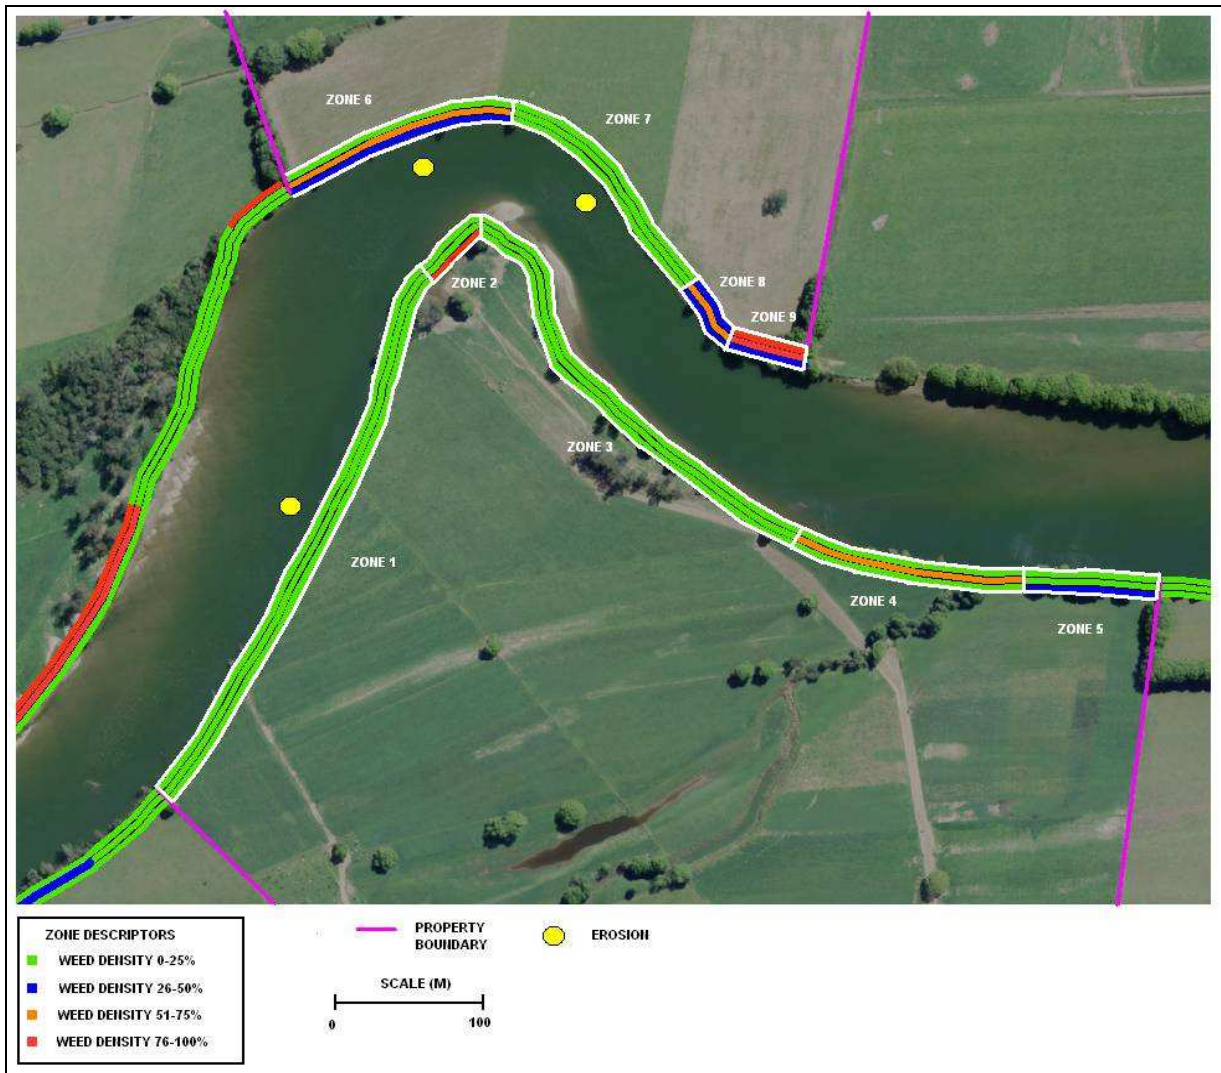 ZONE 6
ZONE 7
ZONE 8
ZONE 2
ZONE 9
ZONE 3
ZONE 1
ZONE 4
ZONE 5
ZONE DESCRIPTORS
WEED DENSITY 0-25%
WEED DENSITY 26-50%
WEED DENSITY 51-75%
WEED DENSITY 76-100%
PROPERTY
BOUNDARY
EROSION
SCALE (M)
0
100